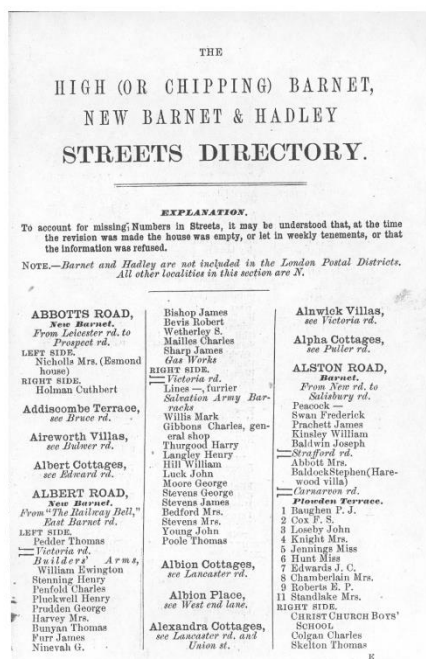 THE
HIGH (OR CHIPPING) BARNET,
NEW BARNET & HADLEY
STREETS DIRECTORY.
EXPLANATION.
To account for missing Numbers in Streets, it may be understood that, at the time
the revision was made the house was empty, or let in weekly tenements, or that
the information was refused.
NOTE.—Barnet and Hadley are not included in the London Postal Districts.
All other localities in this section are N.
ABBOTTS ROAD,
New Barnet.
From Leicester rd. to
Prospect rd.
LEFT SIDE.
Nicholls Mrs. (Esmond
house)
RIGHT SIDE.
Holman Cuthbert
Addiscombe Terrace,
see Bruce rd.
Aireworth Villas,
see Bulwer rd.
Albert Cottages,
see Edward rd.
ALBERT ROAD,
New Barnet.
From "The Railway Bell,"
East Barnet rd.
LEFT SIDE.
Pedder Thomas
Victoria rd.
Builders' Arms,
William Ewington
Stenning Henry
Penfold Charles
Pluckwell Henry
Prudden George
Harvey Mrs.
Bunyan Thomas
Furr James
Ninevah G.
Bishop James
Bevis Robert
Wetherley S.
Mailles Charles
Sharp James
Gas Works
RIGHT SIDE.
Victoria rd.
Lines —, furrier
Salvation Army Bar-
racks
Willis Mark
Gibbons Charles, gen-
eral shop
Thurgood Harry
Langley Henry
Hill William
Luck John
Moore George
Stevens George
Stevens James
Bedford Mrs.
Stevens Mrs.
Young John
Poole Thomas
Albion Cottages,
see Lancaster rd.
Albion Place,
see West end lane.
Alexandra Cottages,
see Lancaster rd. and
Union st.
Alnwick Villas,
see Victoria rd.
Alpha Cottages,
see Puller rd.
ALSTON ROAD,
Barnet.
From New rd. to
Salisbury rd.
Peacock —
Swan Frederick
Prachett James
Kinsley William
Baldwin Joseph
Strafford rd.
Abbott Mrs.
Baldock Stephen (Hare-
wood villa)
Carnarvon rd.
Plowden Terrace.
1 Baughen P. J.
2 Cox F. S.
3 Loseby John
4 Knight Mrs.
5 Jennings Miss
6 Hunt Miss
7 Edwards J. C.
8 Chamberlain Mrs.
9 Roberts E. P.
11 Standlake Mrs.
RIGHT SIDE.
CHRIST CHURCH BOYS'
SCHOOL
Colgan Charles
Skelton Thomas
E